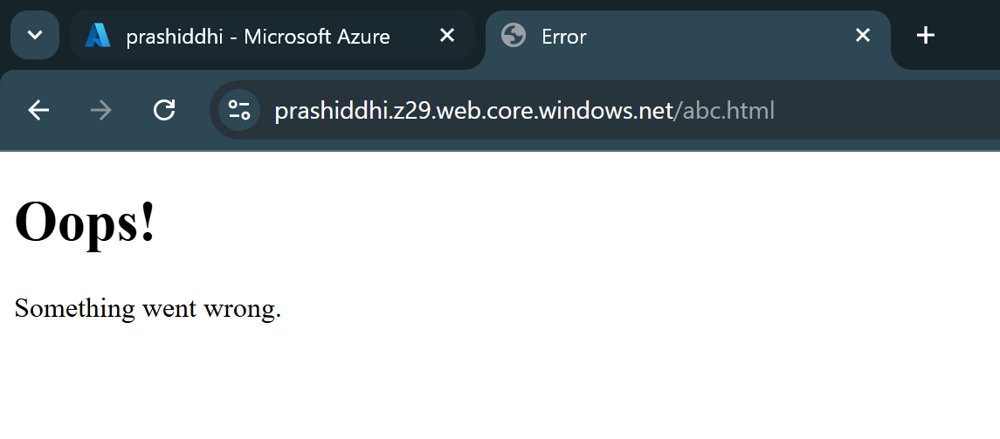 prashiddhi - Microsoft Azure
Error
prashiddhi.z29.web.core.windows.net/abc.html
Oops!
Something went wrong.